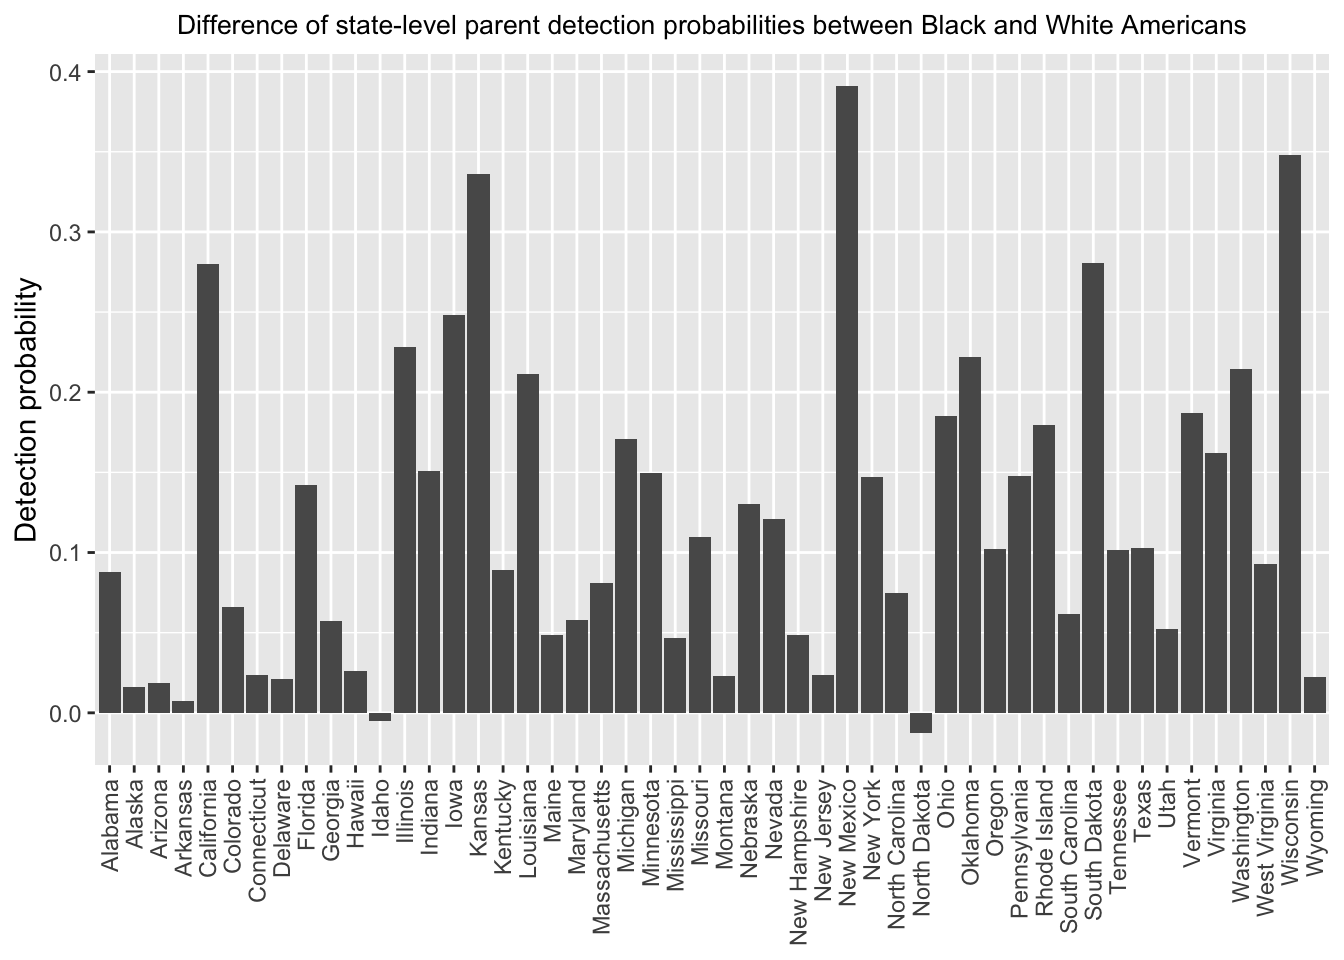 Difference of state-level parent detection probabilities between Black and White Americans
Detection probability
0.4
0.3
0.2
0.1
0.0
Alabama
Alaska
Arizona
Arkansas
California
Colorado
Connecticut
Delaware
Florida
Georgia
Hawaii
Idaho
Illinois
Indiana
Iowa
Kansas
Kentucky
Louisiana
Maine
Maryland
Massachusetts
Michigan
Minnesota
Mississippi
Missouri
Montana
Nebraska
Nevada
New Hampshire
New Jersey
New Mexico
New York
North Carolina
North Dakota
Ohio
Oklahoma
Oregon
Pennsylvania
Rhode Island
South Carolina
South Dakota
Tennessee
Texas
Utah
Vermont
Virginia
Washington
West Virginia
Wisconsin
Wyoming